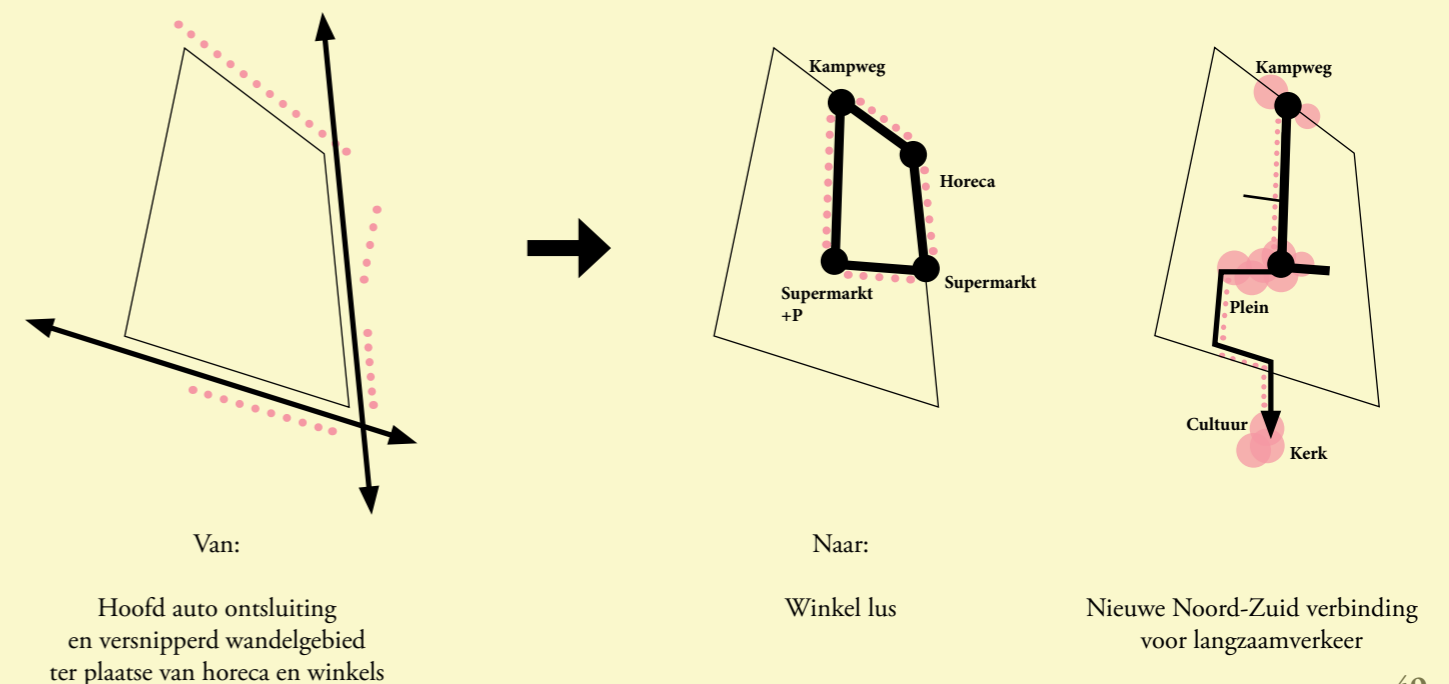 Kampweg
Horeca
Supermarkt
+P
Supermarkt
Kampweg
Plein
Cultuur
Kerk
Van:
Hoofd auto ontsluiting
en versnipperd wandelgebied
ter plaatse van horeca en winkels
Naar:
Winkel lus
Nieuwe Noord-Zuid verbinding
voor langzaamverkeer